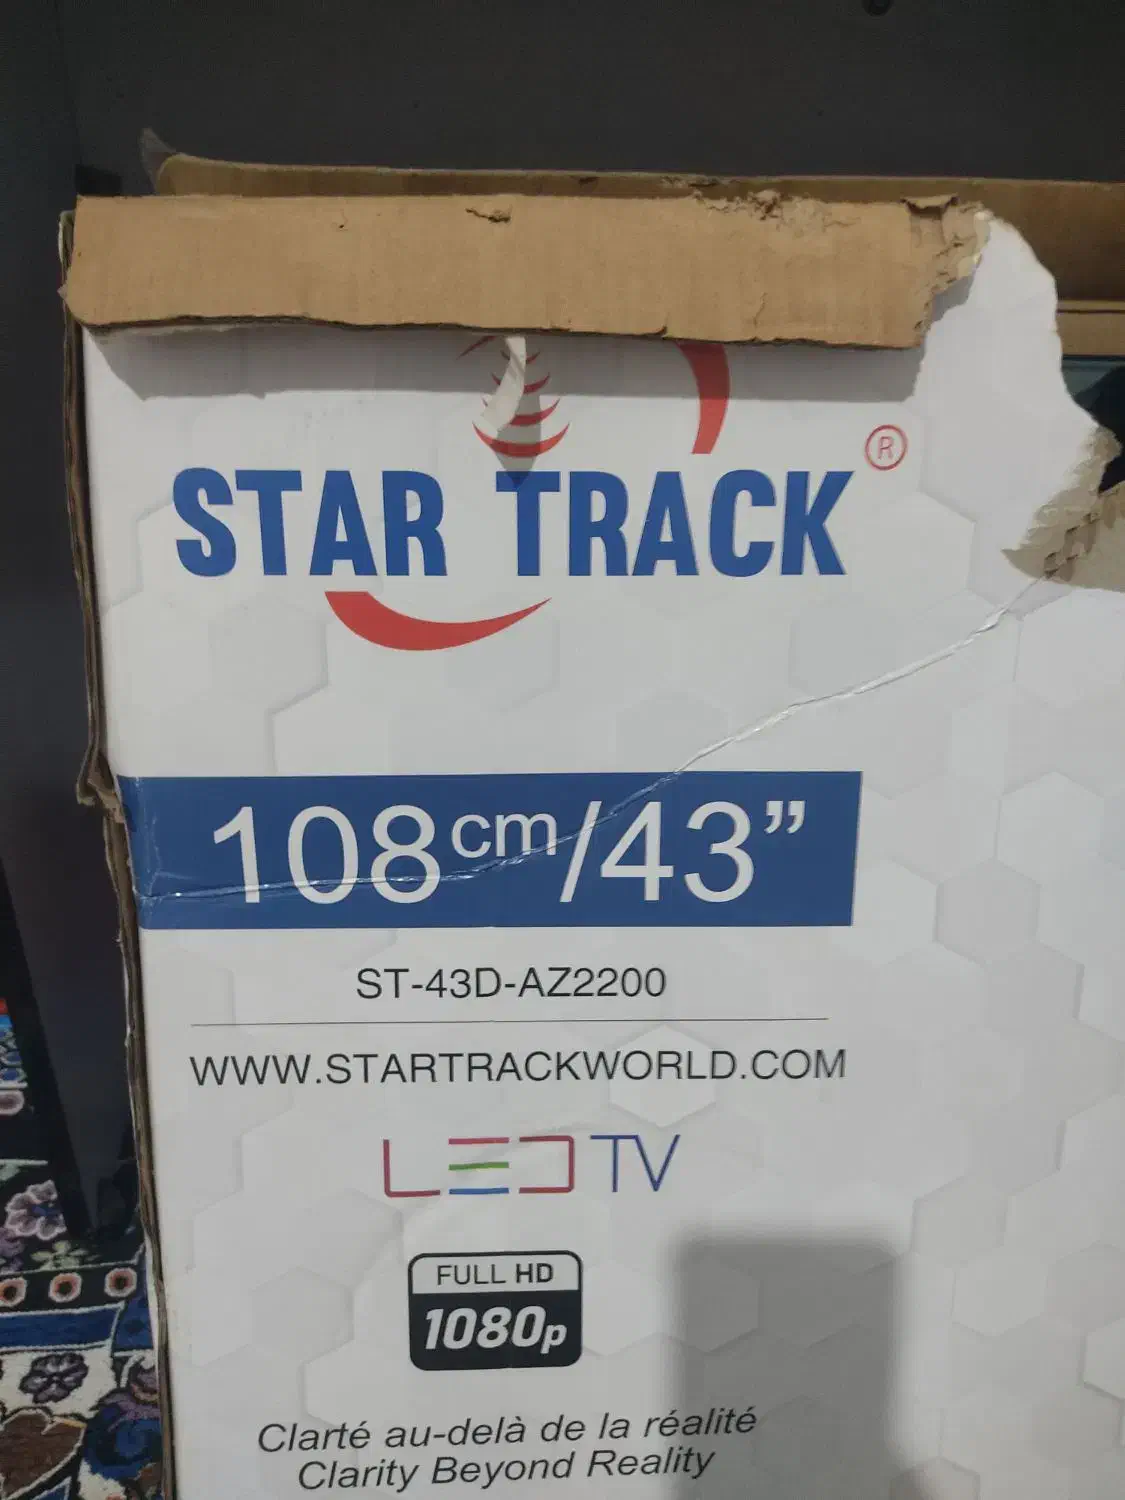 STAR TRACK ®
108cm/43”
ST-43D-AZ2200
WWW.STARTRACKWORLD.COM
LED TV
FULL HD
1080p
Clarté au-delà de la réalité
Clarity Beyond Reality